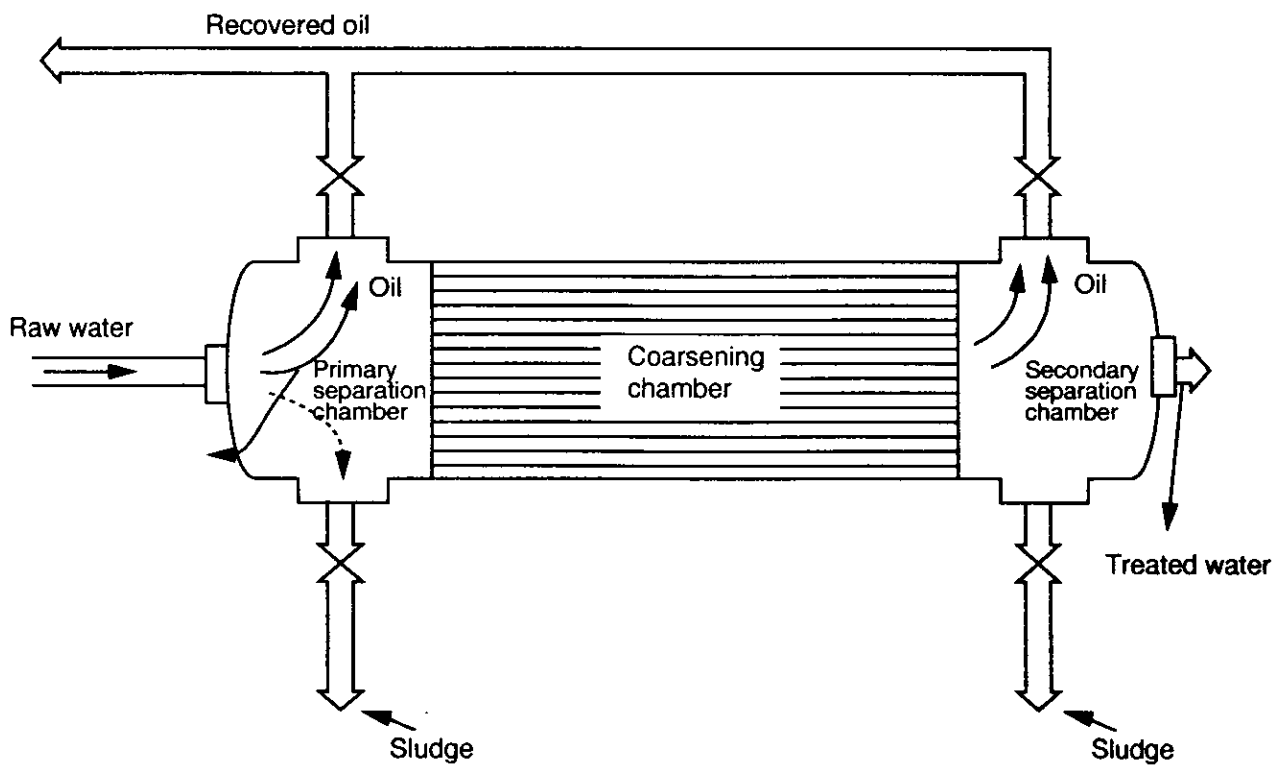 Recovered oil
Oil
Oil
Raw water
Primary
separation
chamber
Coarsening
chamber
Secondary
separation
chamber
Treated water
Sludge
Sludge